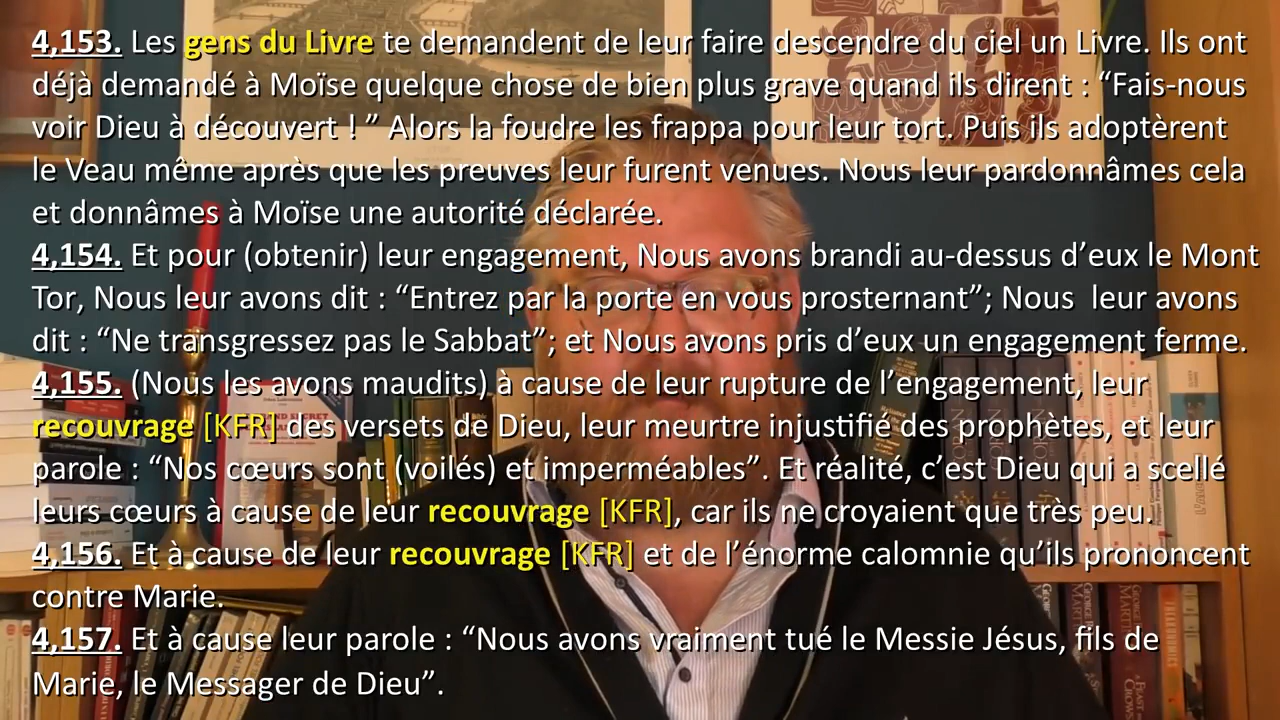 4,153. Les gens du Livre te demandent de leur faire descendre du ciel un Livre. Ils ont
déjà demandé à Moïse quelque chose de bien plus grave quand ils dirent : “Fais-nous
voir Dieu à découvert ! ” Alors la foudre les frappa pour leur tort. Puis ils adoptèrent
le Veau même après que les preuves leur furent venues. Nous leur pardonnâmes cela
et donnâmes à Moïse une autorité déclarée.
4,154. Et pour (obtenir) leur engagement, Nous avons brandi au-dessus d’eux le Mont
Tor, Nous leur avons dit : “Entrez par la porte en vous prosternant”; Nous  leur avons
dit : “Ne transgressez pas le Sabbat”; et Nous avons pris d’eux un engagement ferme.
4,155. (Nous les avons maudits) à cause de leur rupture de l’engagement, leur
recouvrage [KFR] des versets de Dieu, leur meurtre injustifié des prophètes, et leur
parole : “Nos cœurs sont (voilés) et imperméables”. Et réalité, c’est Dieu qui a scellé
leurs cœurs à cause de leur recouvrage [KFR], car ils ne croyaient que très peu.
4,156. Et à cause de leur recouvrage [KFR] et de l’énorme calomnie qu’ils prononcent
contre Marie.
4,157. Et à cause leur parole : “Nous avons vraiment tué le Messie Jésus, fils de
Marie, le Messager de Dieu”.